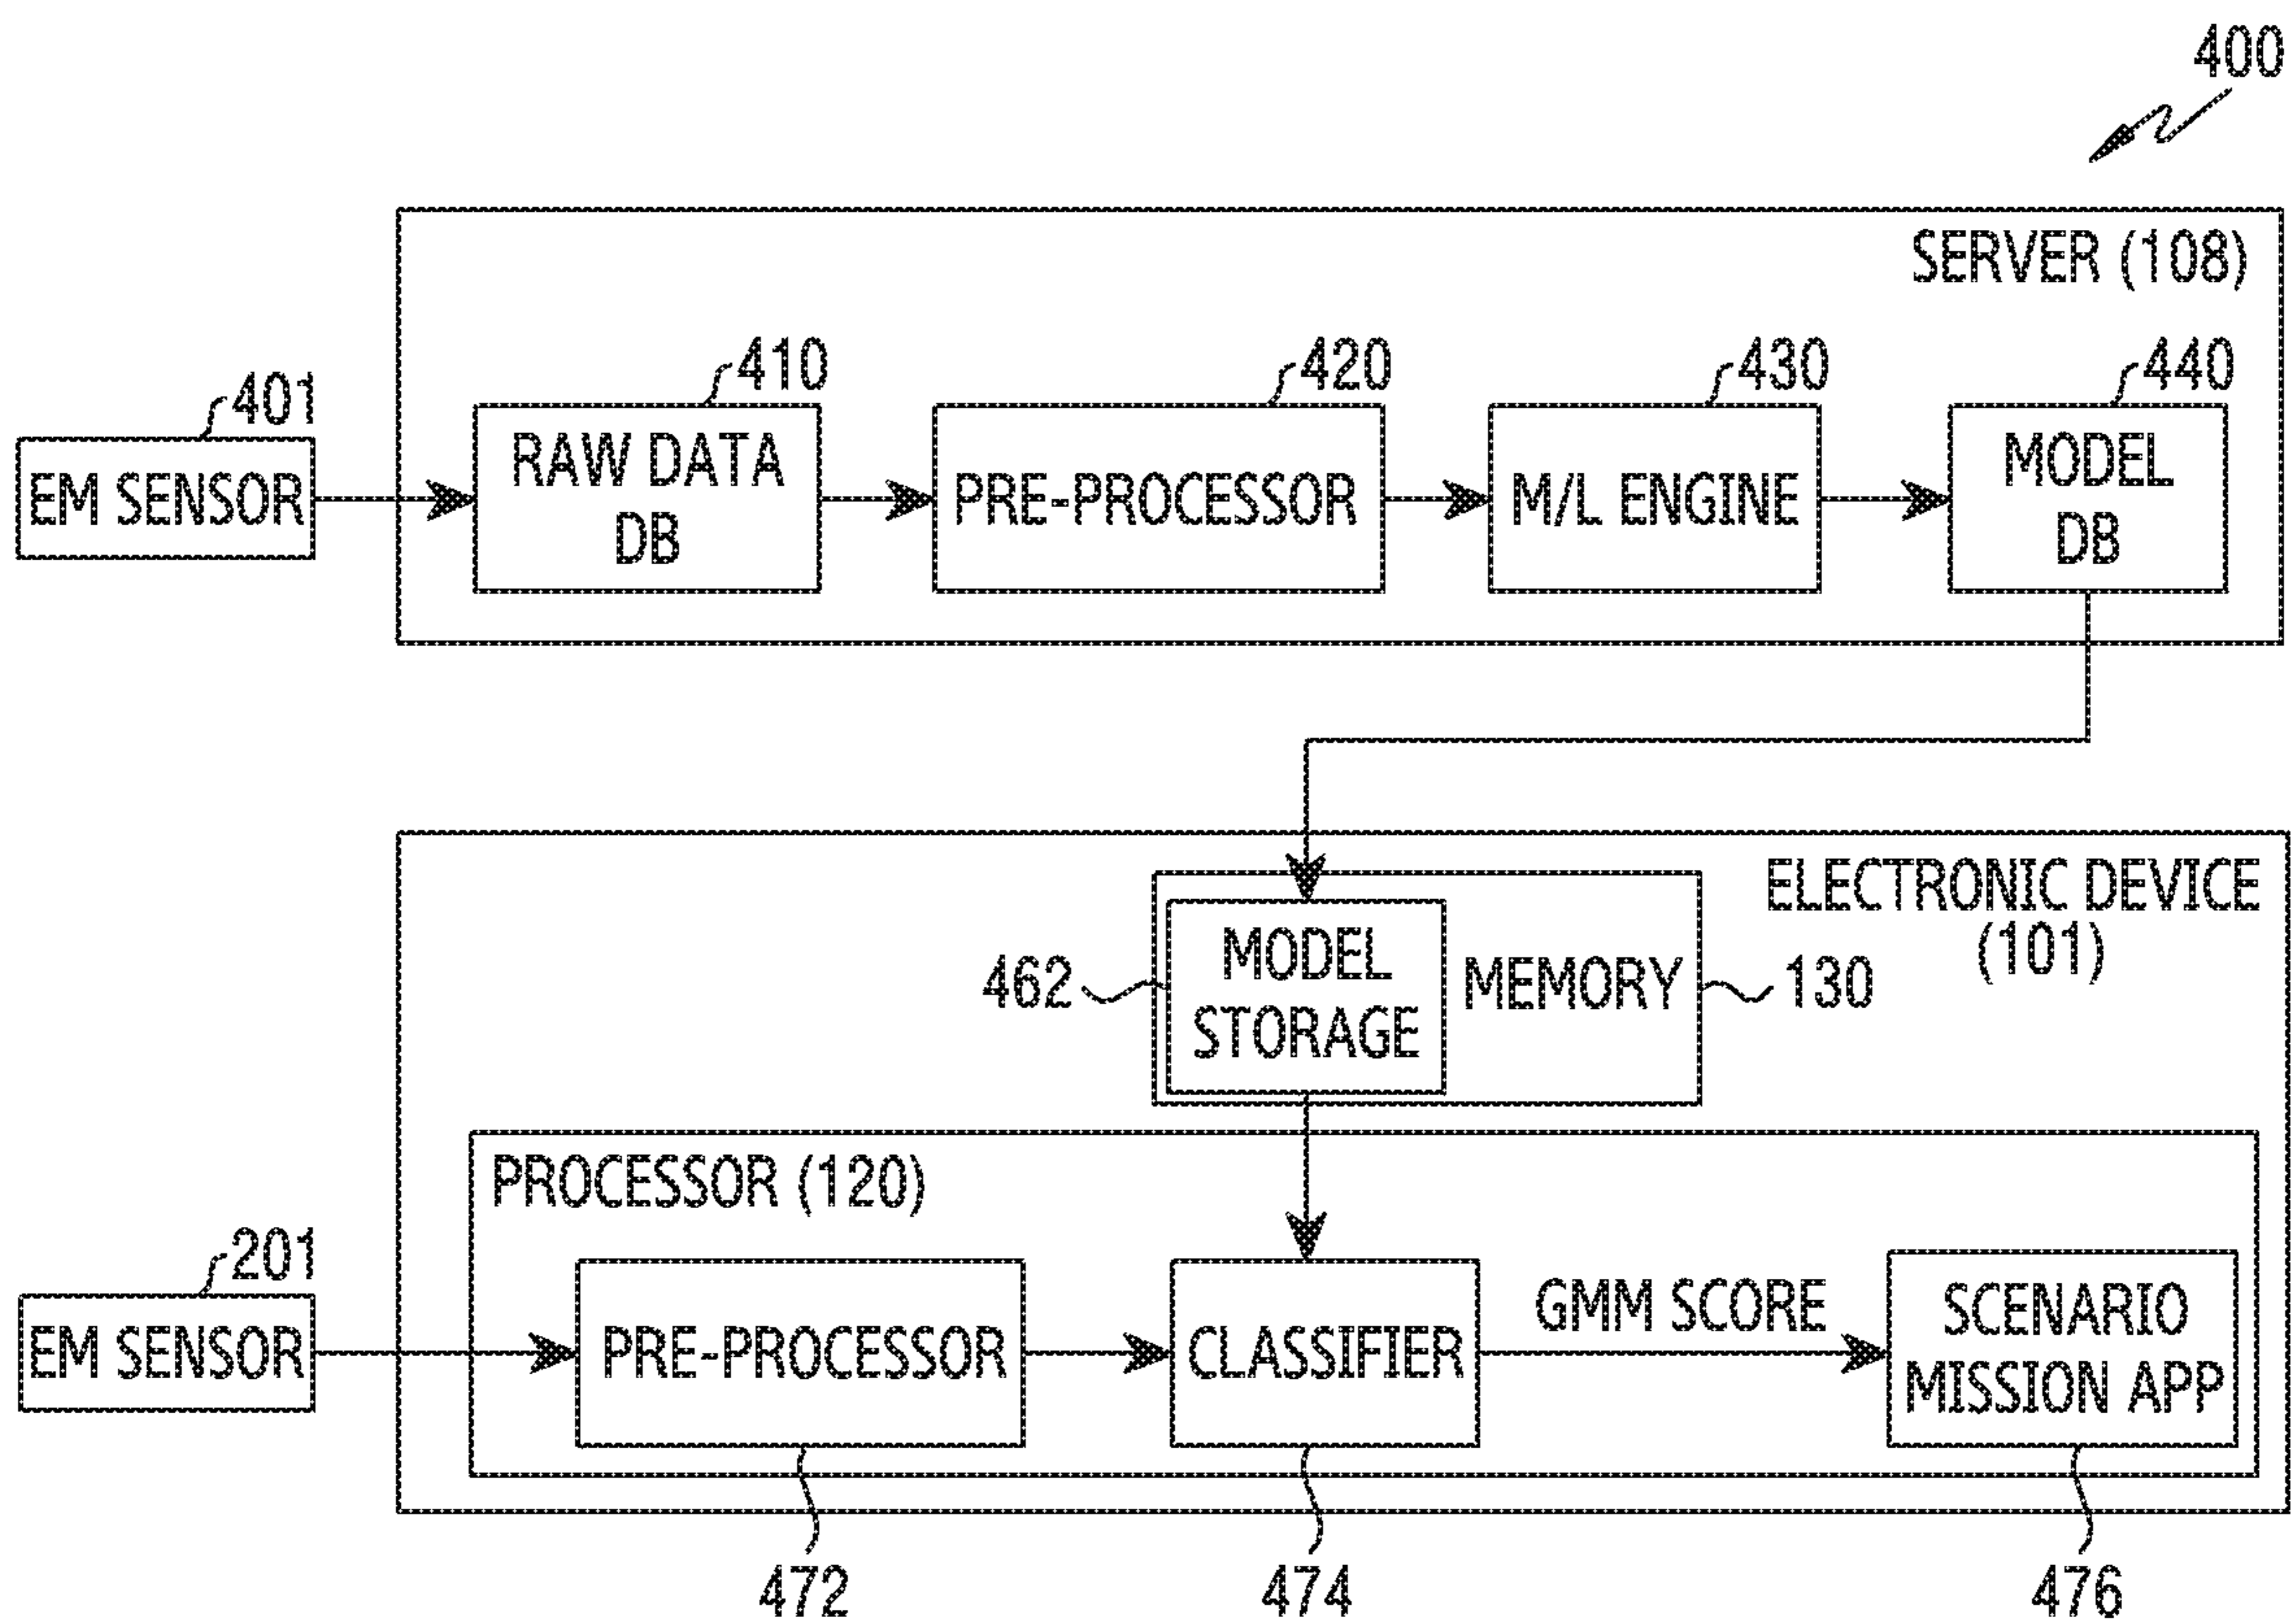 400
SERVER (108)
401
410
420
430
440
EM SENSOR
RAW DATA
DB
PRE-PROCESSOR
M/L ENGINE
MODEL
DB
ELECTRONIC DEVICE
(101)
462
MODEL
STORAGE
MEMORY
130
PROCESSOR (120)
201
EM SENSOR
PRE-PROCESSOR
CLASSIFIER
GMM SCORE
SCENARIO
MISSION APP
472
474
476